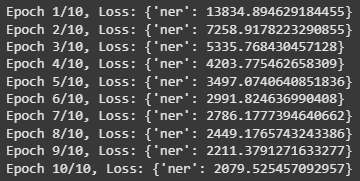 Epoch 1/10, Loss: {'ner': 13834.894629184455}
Epoch 2/10, Loss: {'ner': 7258.9178223290855}
Epoch 3/10, Loss: {'ner': 5335.768430457128}
Epoch 4/10, Loss: {'ner': 4203.775462658309}
Epoch 5/10, Loss: {'ner': 3497.0740640851836}
Epoch 6/10, Loss: {'ner': 2991.824636990408}
Epoch 7/10, Loss: {'ner': 2786.1777394640662}
Epoch 8/10, Loss: {'ner': 2449.1765743243386}
Epoch 9/10, Loss: {'ner': 2211.3791271633277}
Epoch 10/10, Loss: {'ner': 2079.525457092957}